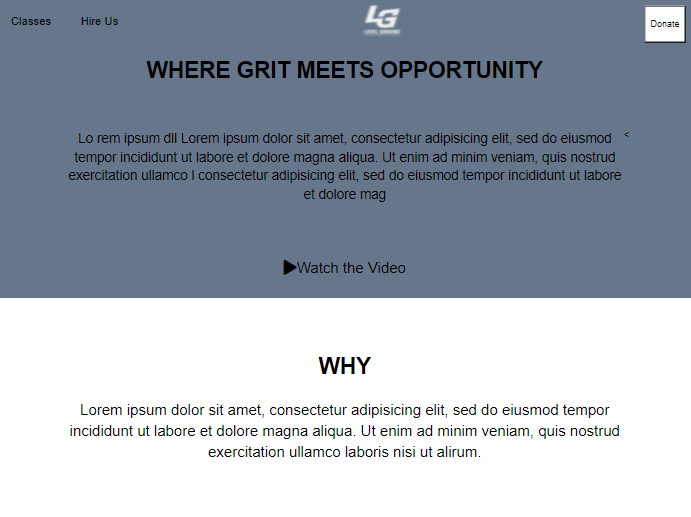 Classes Hire Us LG Donate
WHERE GRIT MEETS OPPORTUNITY
Lo rem ipsum dll Lorem ipsum dolor sit amet, consectetur adipisicing elit, sed do eiusmod <
tempor incididunt ut labore et dolore magna aliqua. Ut enim ad minim veniam, quis nostrud
exercitation ullamco l consectetur adipisicing elit, sed do eiusmod tempor incididunt ut labore
et dolore mag
Watch the Video
WHY
Lorem ipsum dolor sit amet, consectetur adipisicing elit, sed do eiusmod tempor
incididunt ut labore et dolore magna aliqua. Ut enim ad minim veniam, quis nostrud
exercitation ullamco laboris nisi ut alirum.